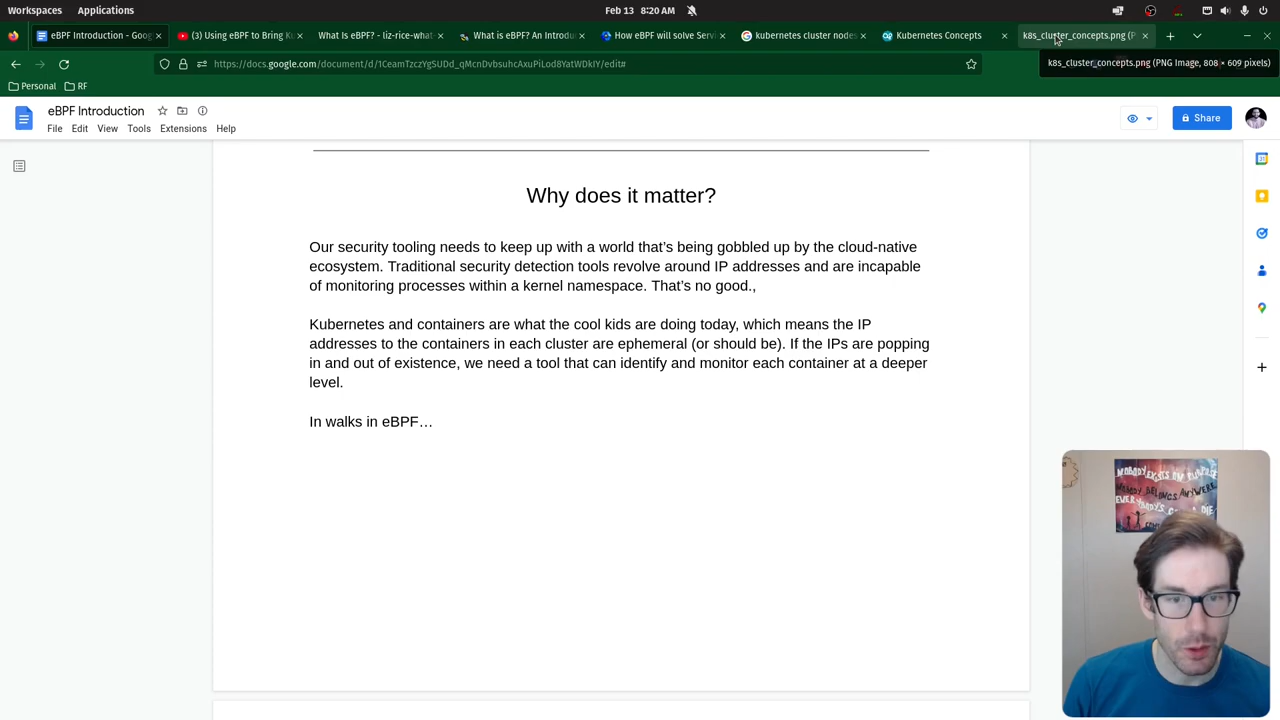 Workspaces Applications Feb 13 8:20 AM
eBPF Introduction - Goog
(3) Using eBPF to Bring Ku
What Is eBPF? - liz-rice-what
What is eBPF? An Introdu
How eBPF will solve Servi
kubernetes cluster nodes
Kubernetes Concepts
k8s_cluster_concepts.png (P
https://docs.google.com/document/d/1CeamTzczYgSUDd_qMcnDvbsuhcAxuPiLod8YatWDkIY/edit#
k8s_cluster_concepts.png (PNG Image, 808 × 609 pixels)
Personal RF
eBPF Introduction
File Edit View Tools Extensions Help
Share
Why does it matter?
Our security tooling needs to keep up with a world that's being gobbled up by the cloud-native
ecosystem. Traditional security detection tools revolve around IP addresses and are incapable
of monitoring processes within a kernel namespace. That's no good.,
Kubernetes and containers are what the cool kids are doing today, which means the IP
addresses to the containers in each cluster are ephemeral (or should be). If the IPs are popping
in and out of existence, we need a tool that can identify and monitor each container at a deeper
level.
In walks in eBPF…
NOBODY EXISTS ON PURPOSE
NOBODY BELONGS ANYWHERE